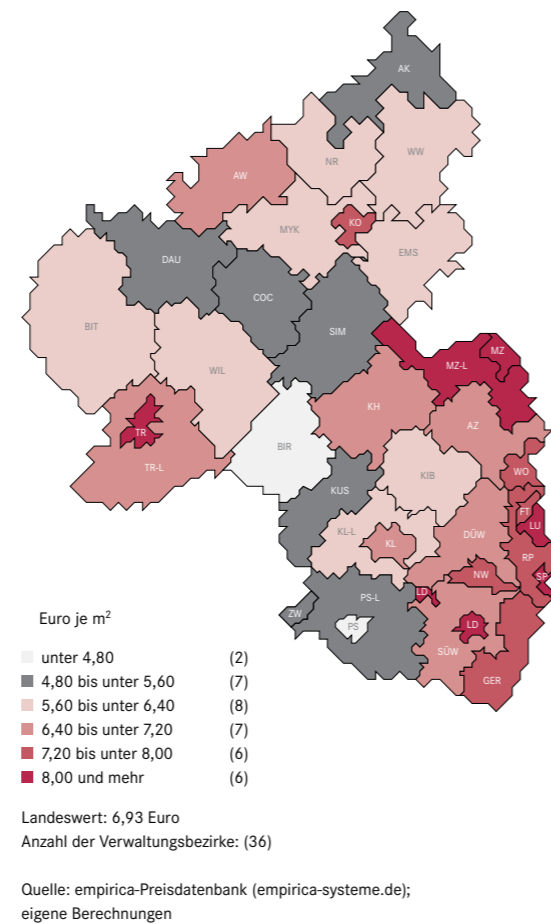 AK
NR
WW
AW
MYK
KO
EMS
DAU
COC
SIM
BIT
WIL
MZ-L
MZ
KH
AZ
TR
TR-L
BIR
WO
KUS
KIB
FT
LU
KL-L
KL
DÜW
RP
NW
SP
LD
PS-L
ZW
PS
LD
SÜW
GER
Euro je m²
unter 4,80 (2)
4,80 bis unter 5,60 (7)
5,60 bis unter 6,40 (8)
6,40 bis unter 7,20 (7)
7,20 bis unter 8,00 (6)
8,00 und mehr (6)
Landeswert: 6,93 Euro
Anzahl der Verwaltungsbezirke: (36)
Quelle: empirica-Preisdatenbank (empirica-systeme.de);
eigene Berechnungen